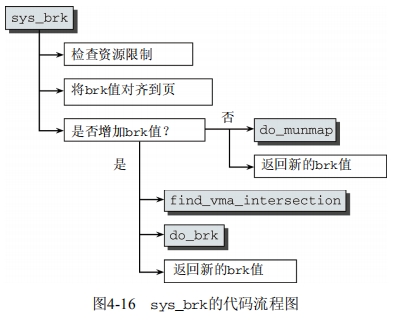 sys_brk
检查资源限制
将brk值对齐到页
是否增加brk值？
否
do_munmap
返回新的brk值
是
find_vma_intersection
do_brk
返回新的brk值
图4-16 sys_brk的代码流程图